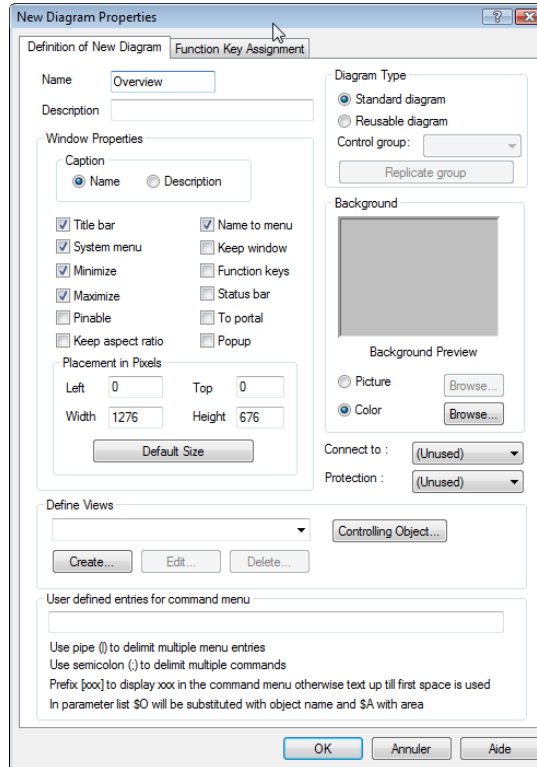 New Diagram Properties
Definition of New Diagram
Function Key Assignment
Name
Overview
Description
Window Properties
Caption
Name
Description
Title bar
Name to menu
System menu
Keep window
Minimize
Function keys
Maximize
Status bar
Pinable
To portal
Keep aspect ratio
Popup
Placement in Pixels
Left
0
Top
0
Width
1276
Height
676
Default Size
Diagram Type
Standard diagram
Reusable diagram
Control group:
Replicate group
Background
Background Preview
Picture
Browse...
Color
Browse...
Connect to :
(Unused)
Protection :
(Unused)
Define Views
Controlling Object...
Create...
Edit...
Delete...
User defined entries for command menu
Use pipe (|) to delimit multiple menu entries
Use semicolon (;) to delimit multiple commands
Prefix [xxx] to display xxx in the command menu otherwise text up till first space is used
In parameter list $O will be substituted with object name and $A with area
OK
Annuler
Aide